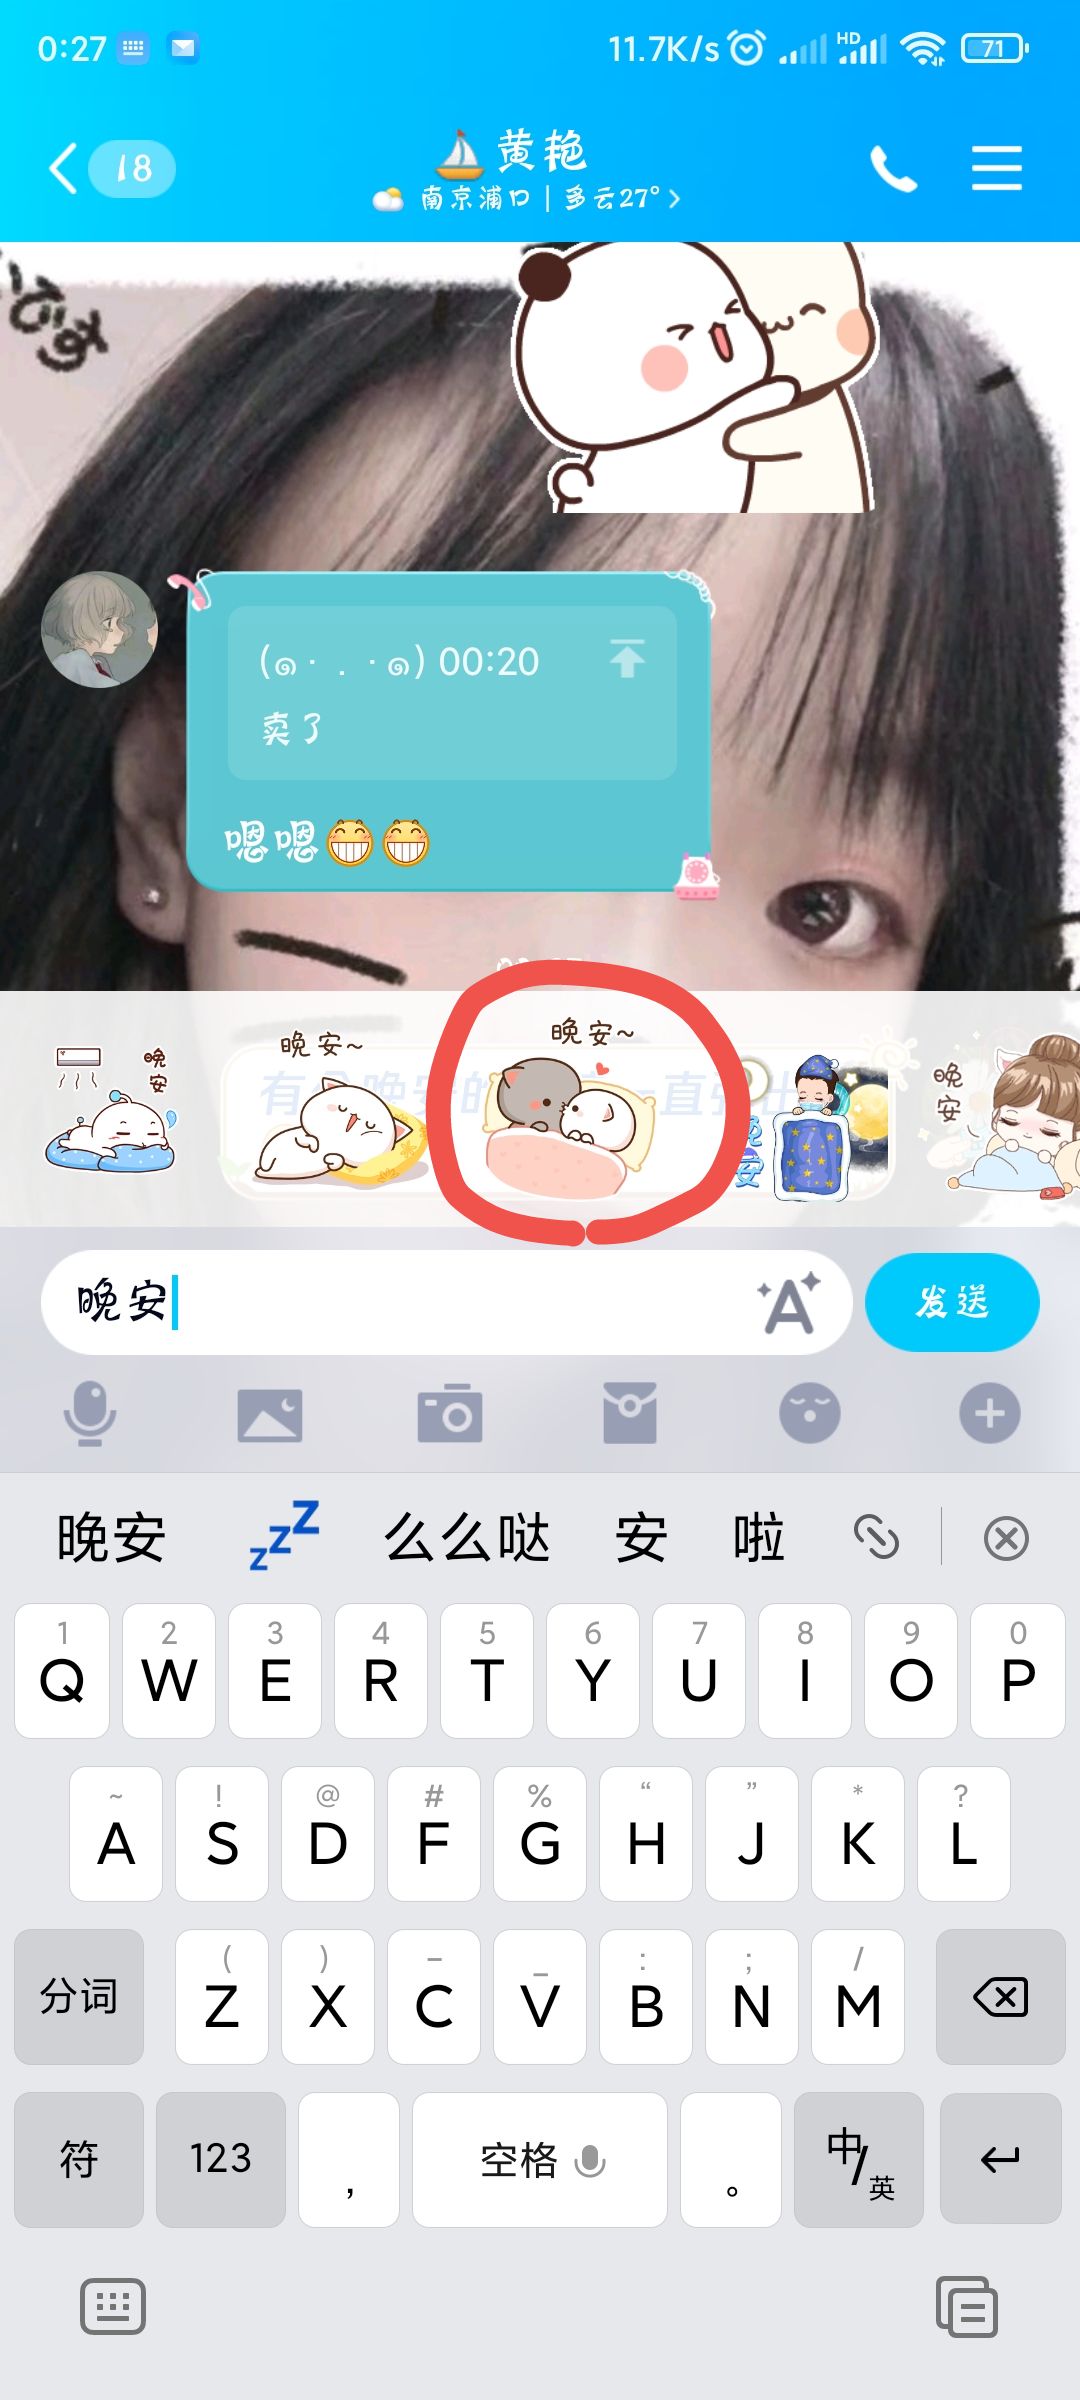 0:27
11.7K/s
HD
71
18
黄艳
南京浦口 | 多云27°
(๑· . ·๑) 00:20
卖了
嗯嗯
晚安
晚安~
晚安~
晚安
晚安
晚安
发送
晚安 zzZ 么么哒 安 啦
1 2 3 4 5 6 7 8 9 0
Q W E R T Y U I O P
~ ! @ # % “ ” * ?
A S D F G H J K L
( ) – _ : ; /
分词 Z X C V B N M
符 123 , 空格 。 中/英